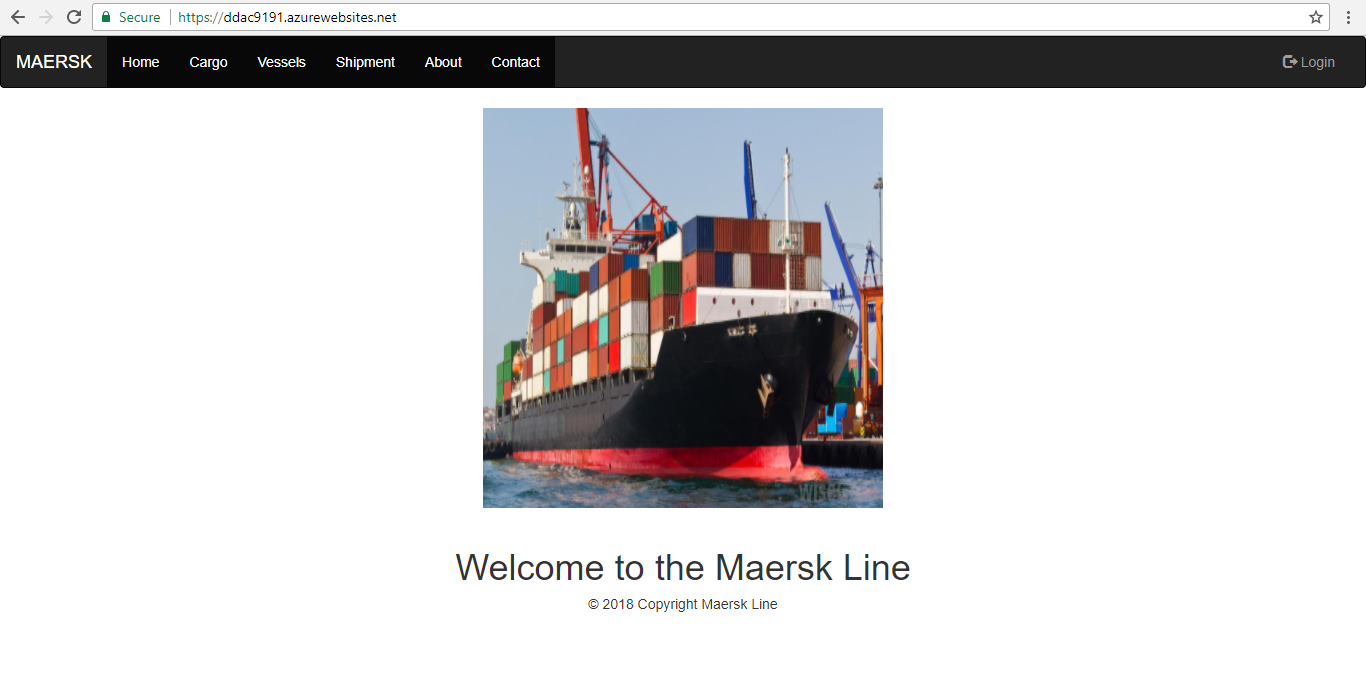 Secure https://ddac9191.azurewebsites.net
MAERSK Home Cargo Vessels Shipment About Contact Login
Welcome to the Maersk Line
© 2018 Copyright Maersk Line